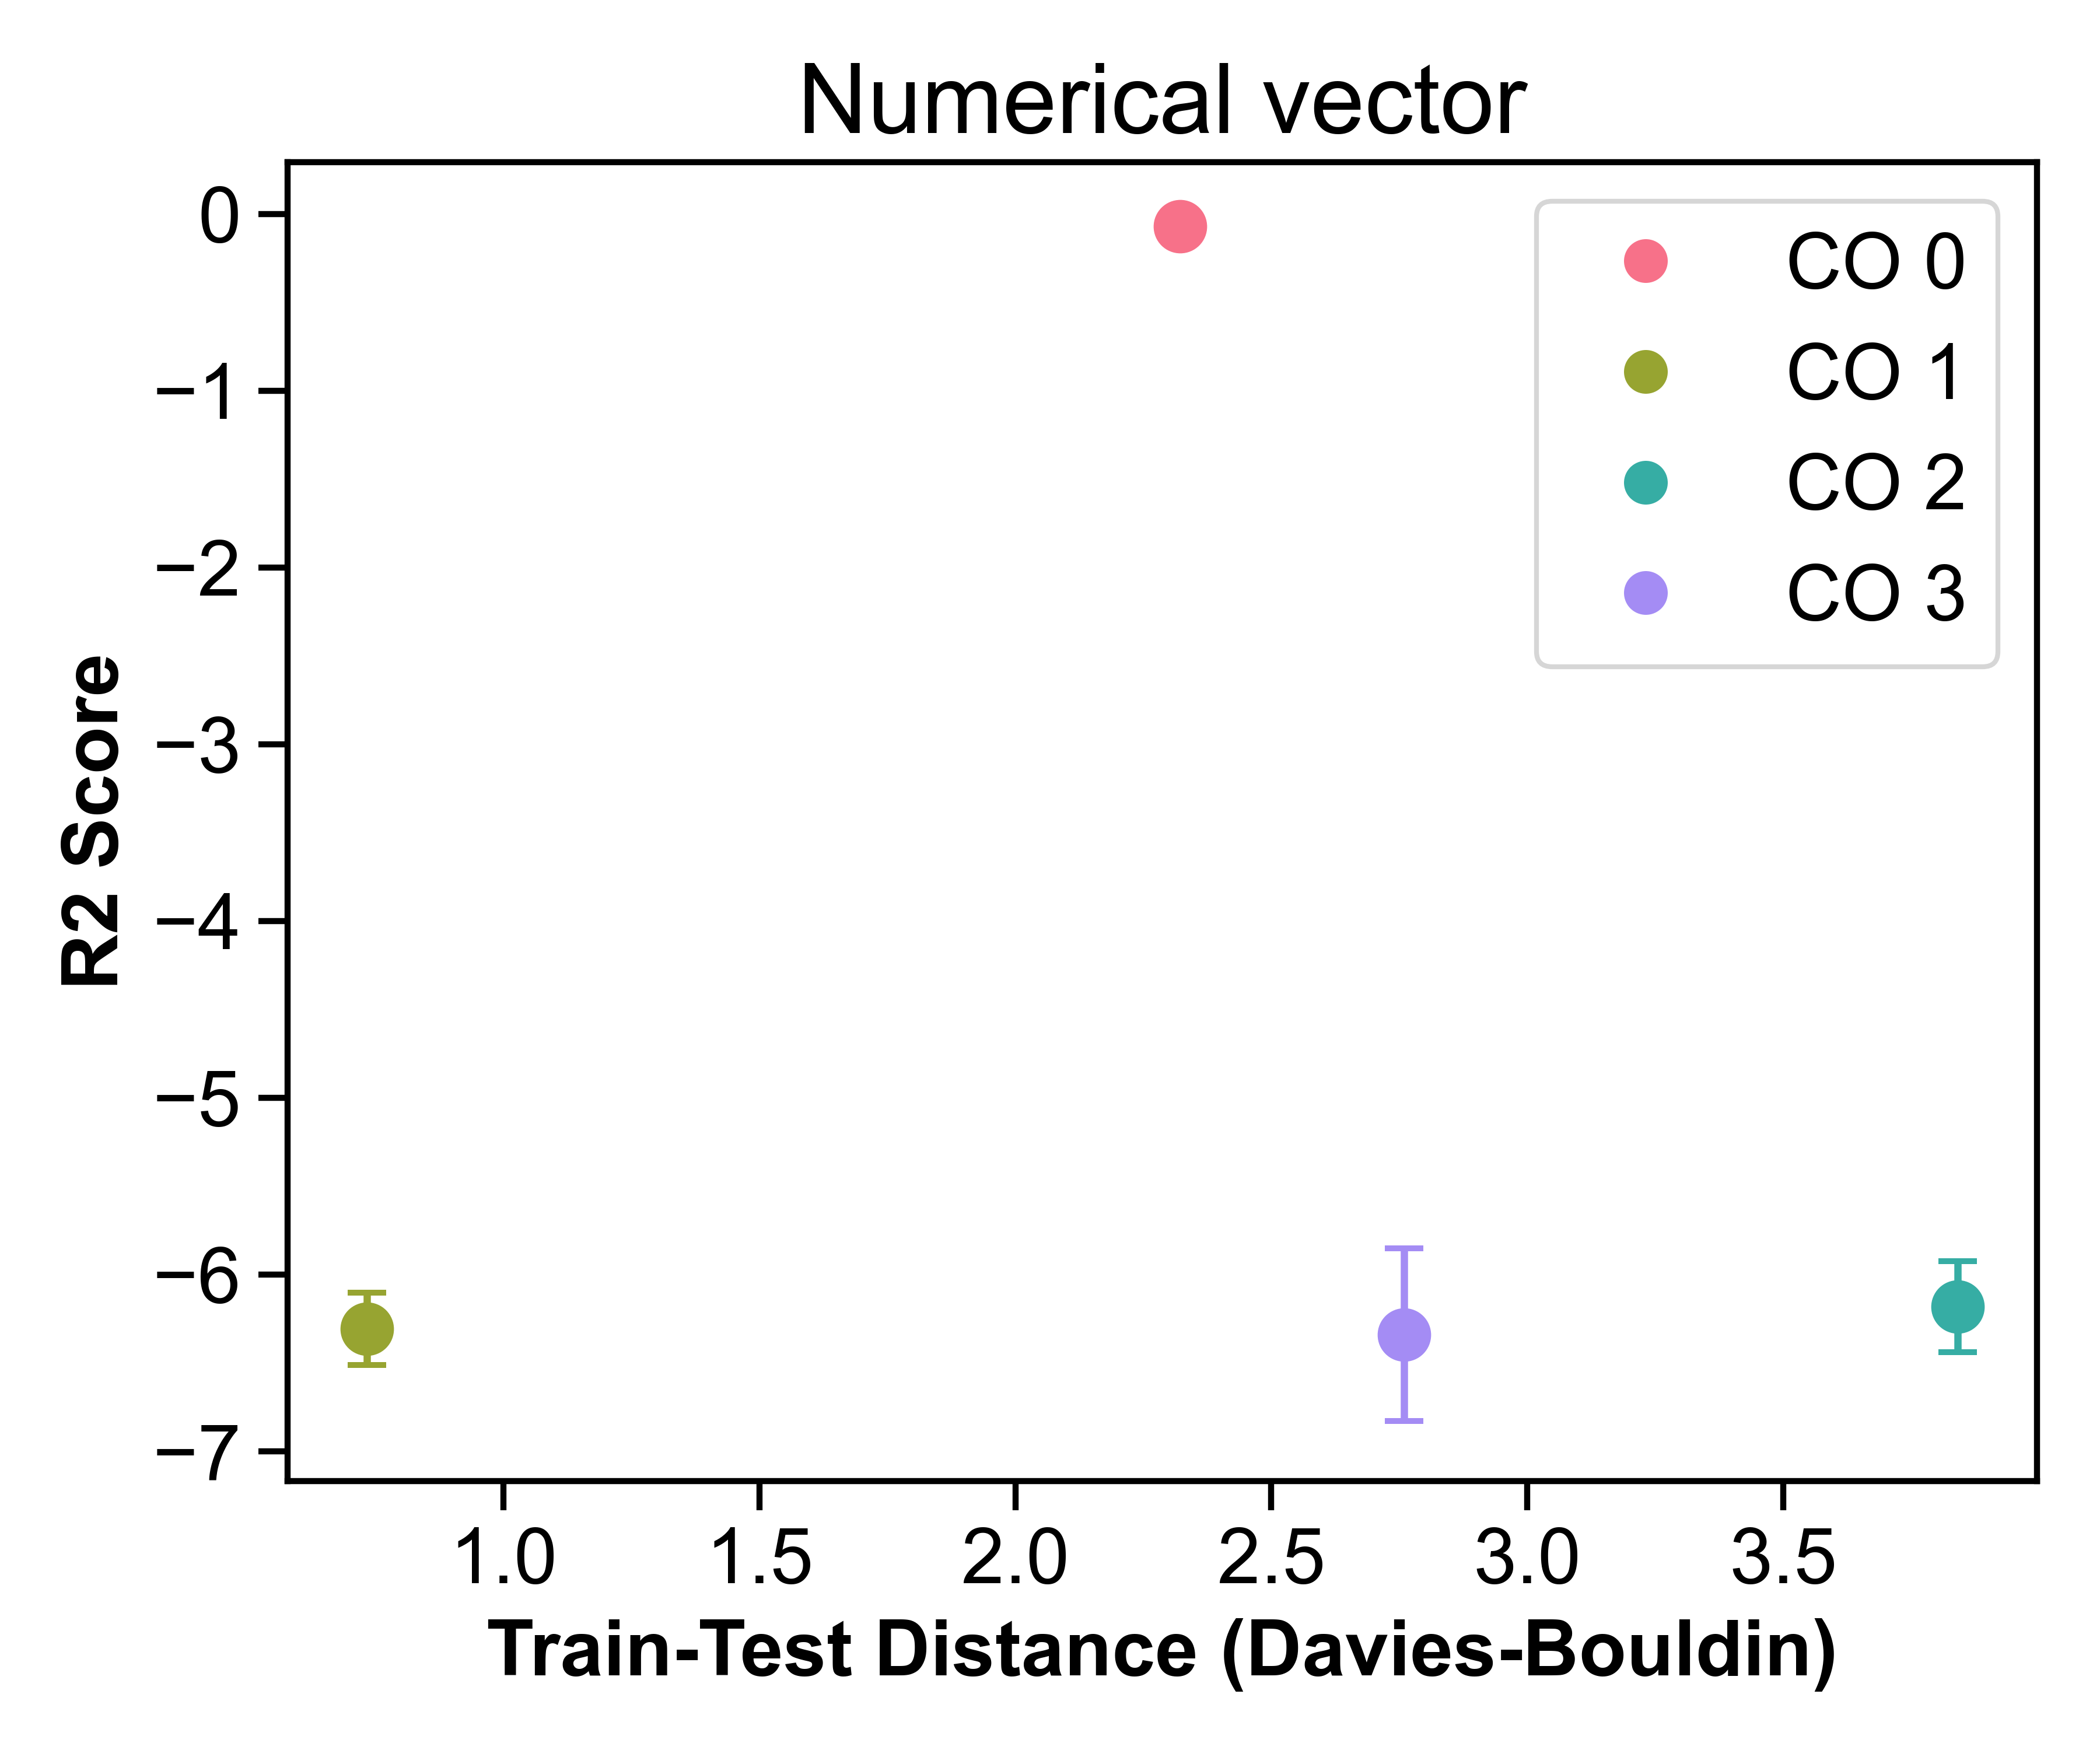 Numerical vector
0
−1
−2
−3
−4
−5
−6
−7
R2 Score
CO 0
CO 1
CO 2
CO 3
1.0 1.5 2.0 2.5 3.0 3.5
Train-Test Distance (Davies-Bouldin)